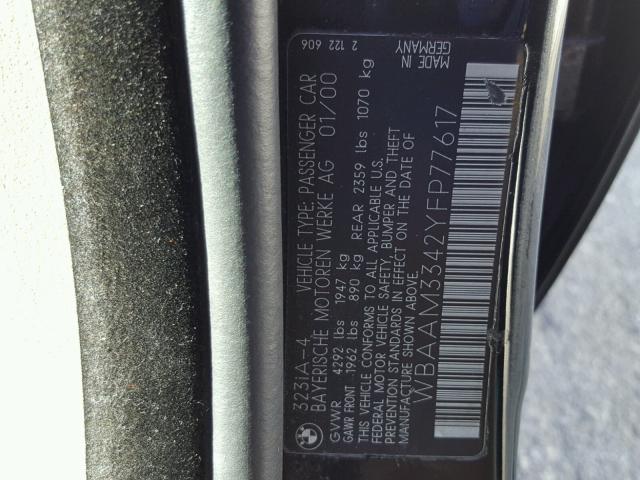 323IA-4 VEHICLE TYPE: PASSENGER CAR
BAYERISCHE MOTOREN WERKE AG 01/00
GVWR 4292 lbs 1947 kg
GAWR FRONT 1962 lbs 890 kg REAR 2359 lbs 1070 kg
THIS VEHICLE CONFORMS TO ALL APPLICABLE U.S.
FEDERAL MOTOR VEHICLE SAFETY, BUMPER AND THEFT
PREVENTION STANDARDS IN EFFECT ON THE DATE OF
MANUFACTURE SHOWN ABOVE.
WBAAM3342YFP77617
2 122 606
MADE IN
GERMANY